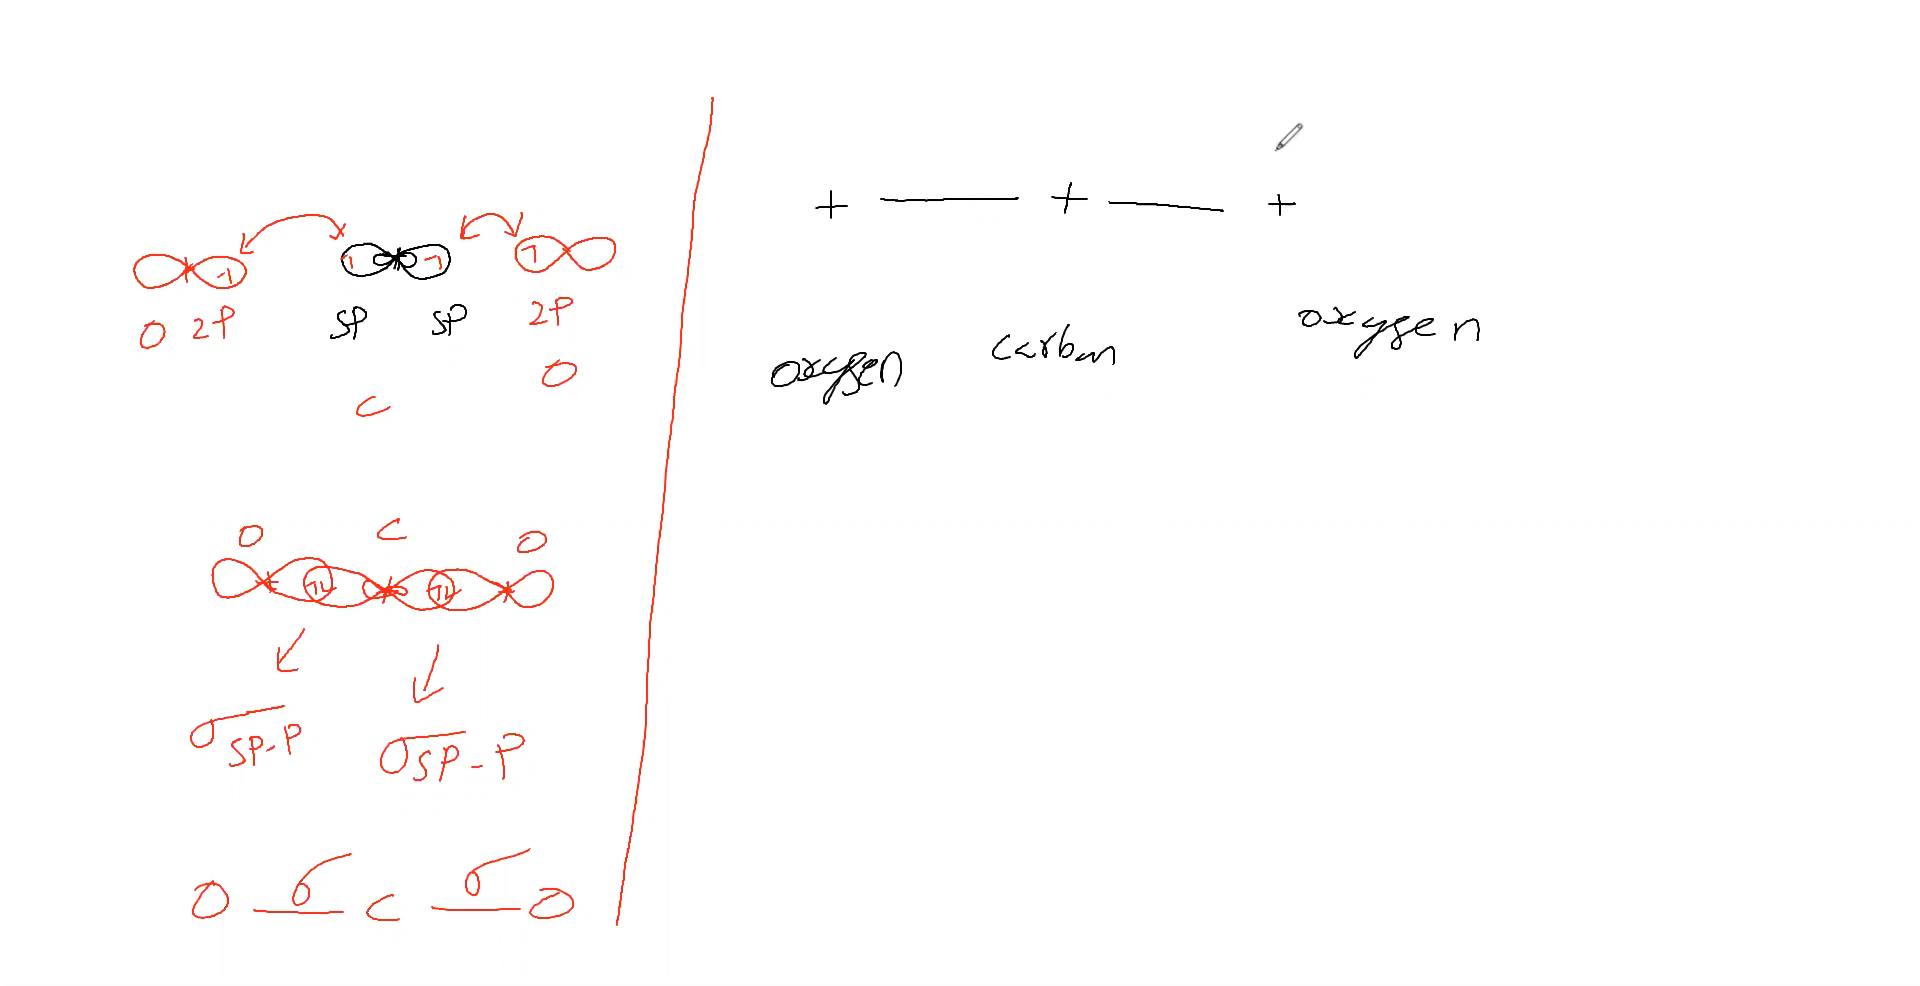 O 2P SP SP 2P
O
C
O C O
σ SP-P σ SP-P
O σ C σ O
+ — + — +
oxygen carbon oxygen